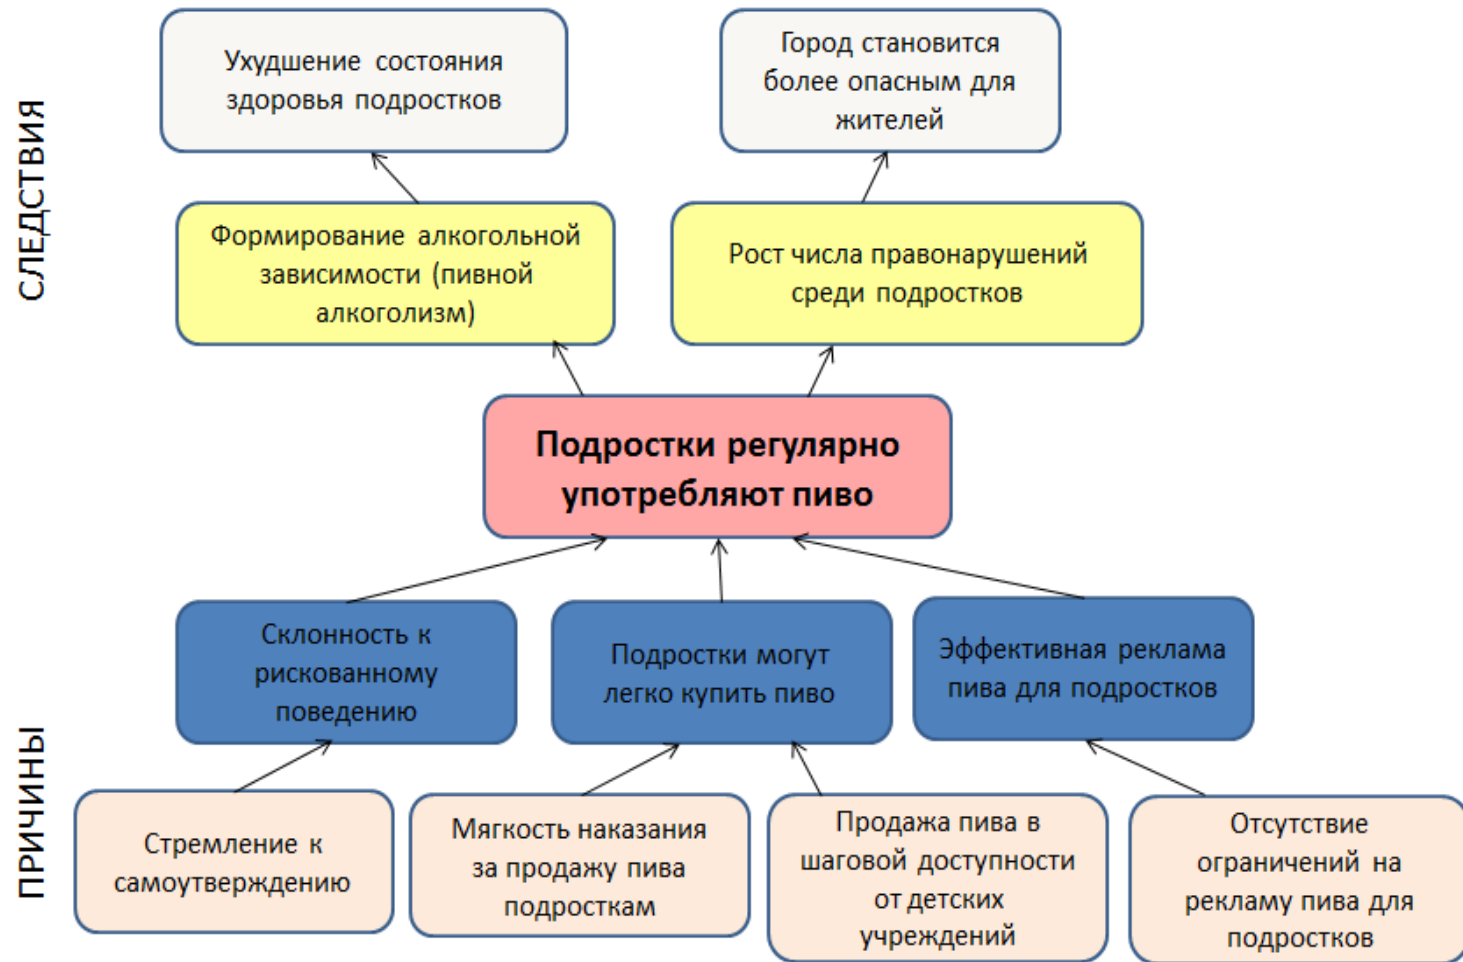 СЛЕДСТВИЯ
Ухудшение состояния
здоровья подростков
Город становится
более опасным для
жителей
Формирование алкогольной
зависимости (пивной
алкоголизм)
Рост числа правонарушений
среди подростков
Подростки регулярно
употребляют пиво
ПРИЧИНЫ
Склонность к
рискованному
поведению
Подростки могут
легко купить пиво
Эффективная реклама
пива для подростков
Стремление к
самоутверждению
Мягкость наказания
за продажу пива
подросткам
Продажа пива в
шаговой доступности
от детских
учреждений
Отсутствие
ограничений на
рекламу пива для
подростков